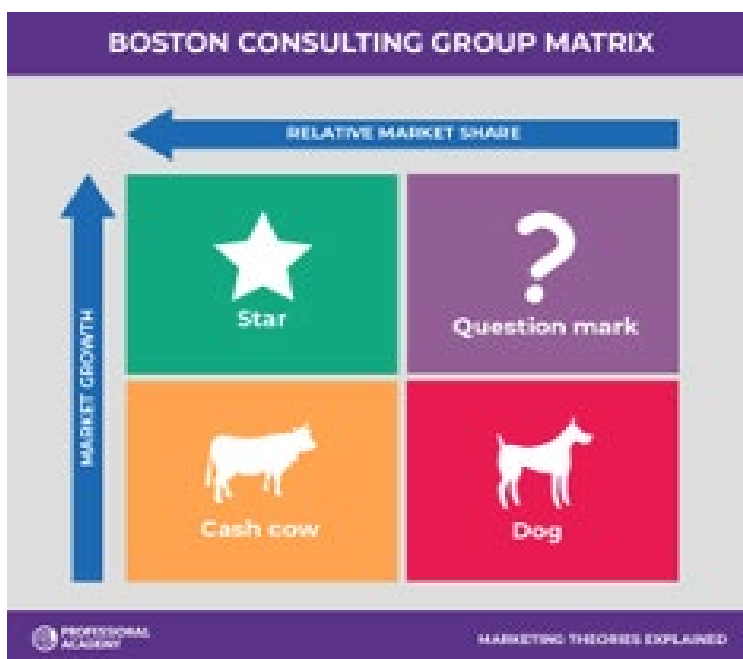 BOSTON CONSULTING GROUP MATRIX
RELATIVE MARKET SHARE
MARKET GROWTH
Star
Question mark
Cash cow
Dog
PROFESSIONAL
ACADEMY
MARKETING THEORIES EXPLAINED